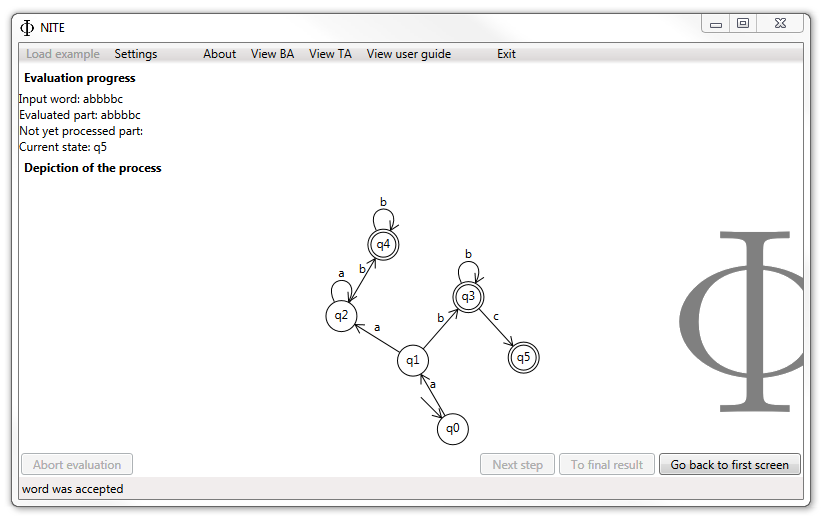 NITE
Load example Settings About View BA View TA View user guide Exit
Evaluation progress
Input word: abbbbc
Evaluated part: abbbbc
Not yet processed part:
Current state: q5
Depiction of the process
b
q4
b
b
a
q3
q2
b
c
a
q1
q5
a
q0
Abort evaluation Next step To final result Go back to first screen
word was accepted